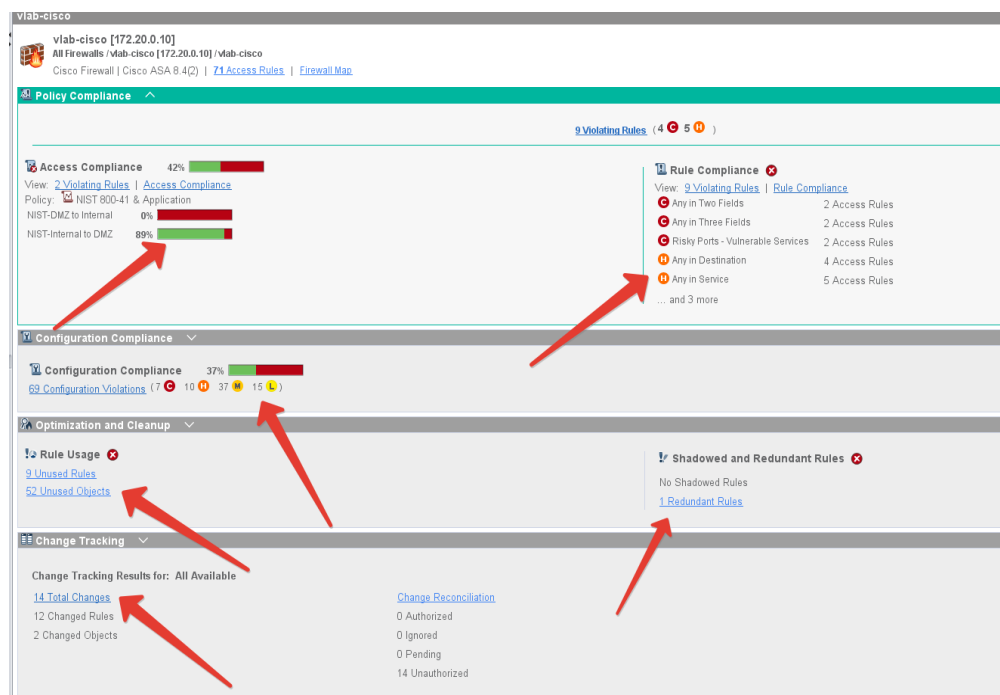 vlab-cisco
vlab-cisco [172.20.0.10]
All Firewalls /vlab-cisco [172.20.0.10] /vlab-cisco
Cisco Firewall | Cisco ASA 8.4(2) | 71 Access Rules | Firewall Map
Policy Compliance
9 Violating Rules (4 C 5 H )
Access Compliance 42%
View: 2 Violating Rules | Access Compliance
Policy: NIST 800-41 & Application
NIST-DMZ to Internal 0%
NIST-Internal to DMZ 89%
Rule Compliance
View: 9 Violating Rules | Rule Compliance
C Any in Two Fields 2 Access Rules
C Any in Three Fields 2 Access Rules
C Risky Ports - Vulnerable Services 2 Access Rules
H Any in Destination 4 Access Rules
H Any in Service 5 Access Rules
... and 3 more
Configuration Compliance
Configuration Compliance 37%
69 Configuration Violations (7 C 10 H 37 M 15 L )
Optimization and Cleanup
Rule Usage
9 Unused Rules
52 Unused Objects
Shadowed and Redundant Rules
No Shadowed Rules
1 Redundant Rules
Change Tracking
Change Tracking Results for: All Available
14 Total Changes
12 Changed Rules
2 Changed Objects
Change Reconciliation
0 Authorized
0 Ignored
0 Pending
14 Unauthorized